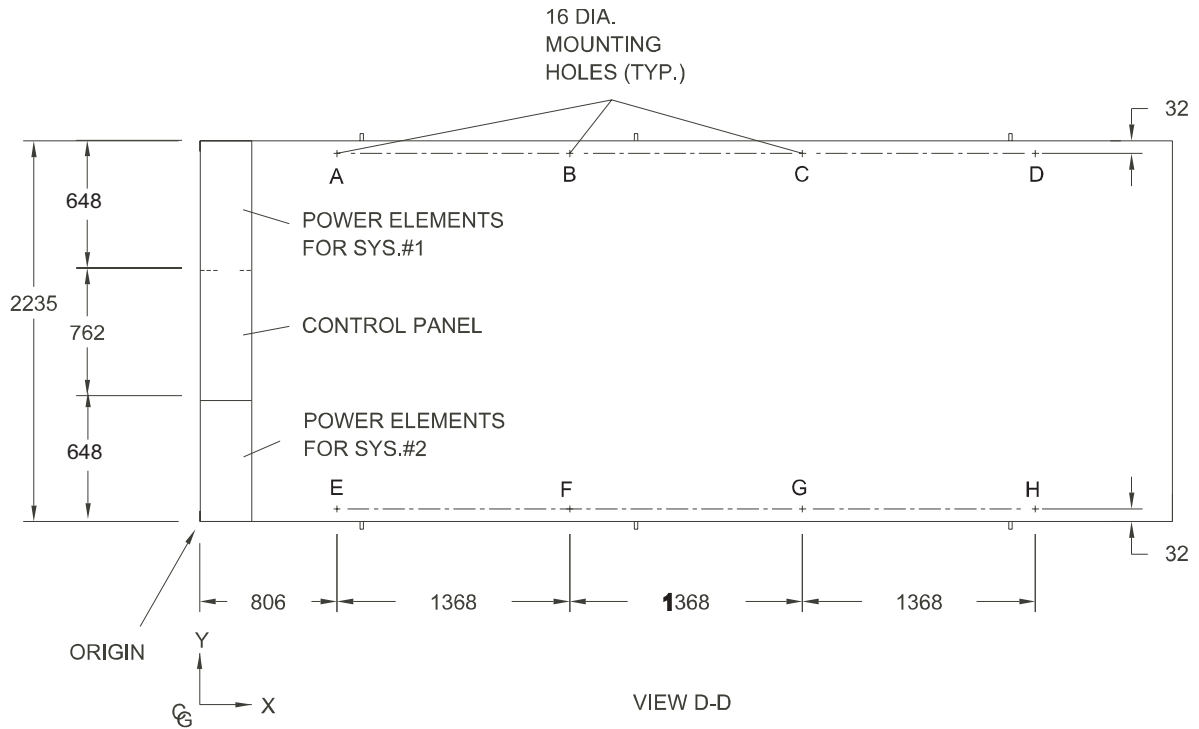 16 DIA.
MOUNTING
HOLES (TYP.)
32
A
B
C
D
648
POWER ELEMENTS
FOR SYS.#1
2235
762
CONTROL PANEL
648
POWER ELEMENTS
FOR SYS.#2
E
F
G
H
32
806
1368
1368
1368
ORIGIN
Y
X
CG
VIEW D-D